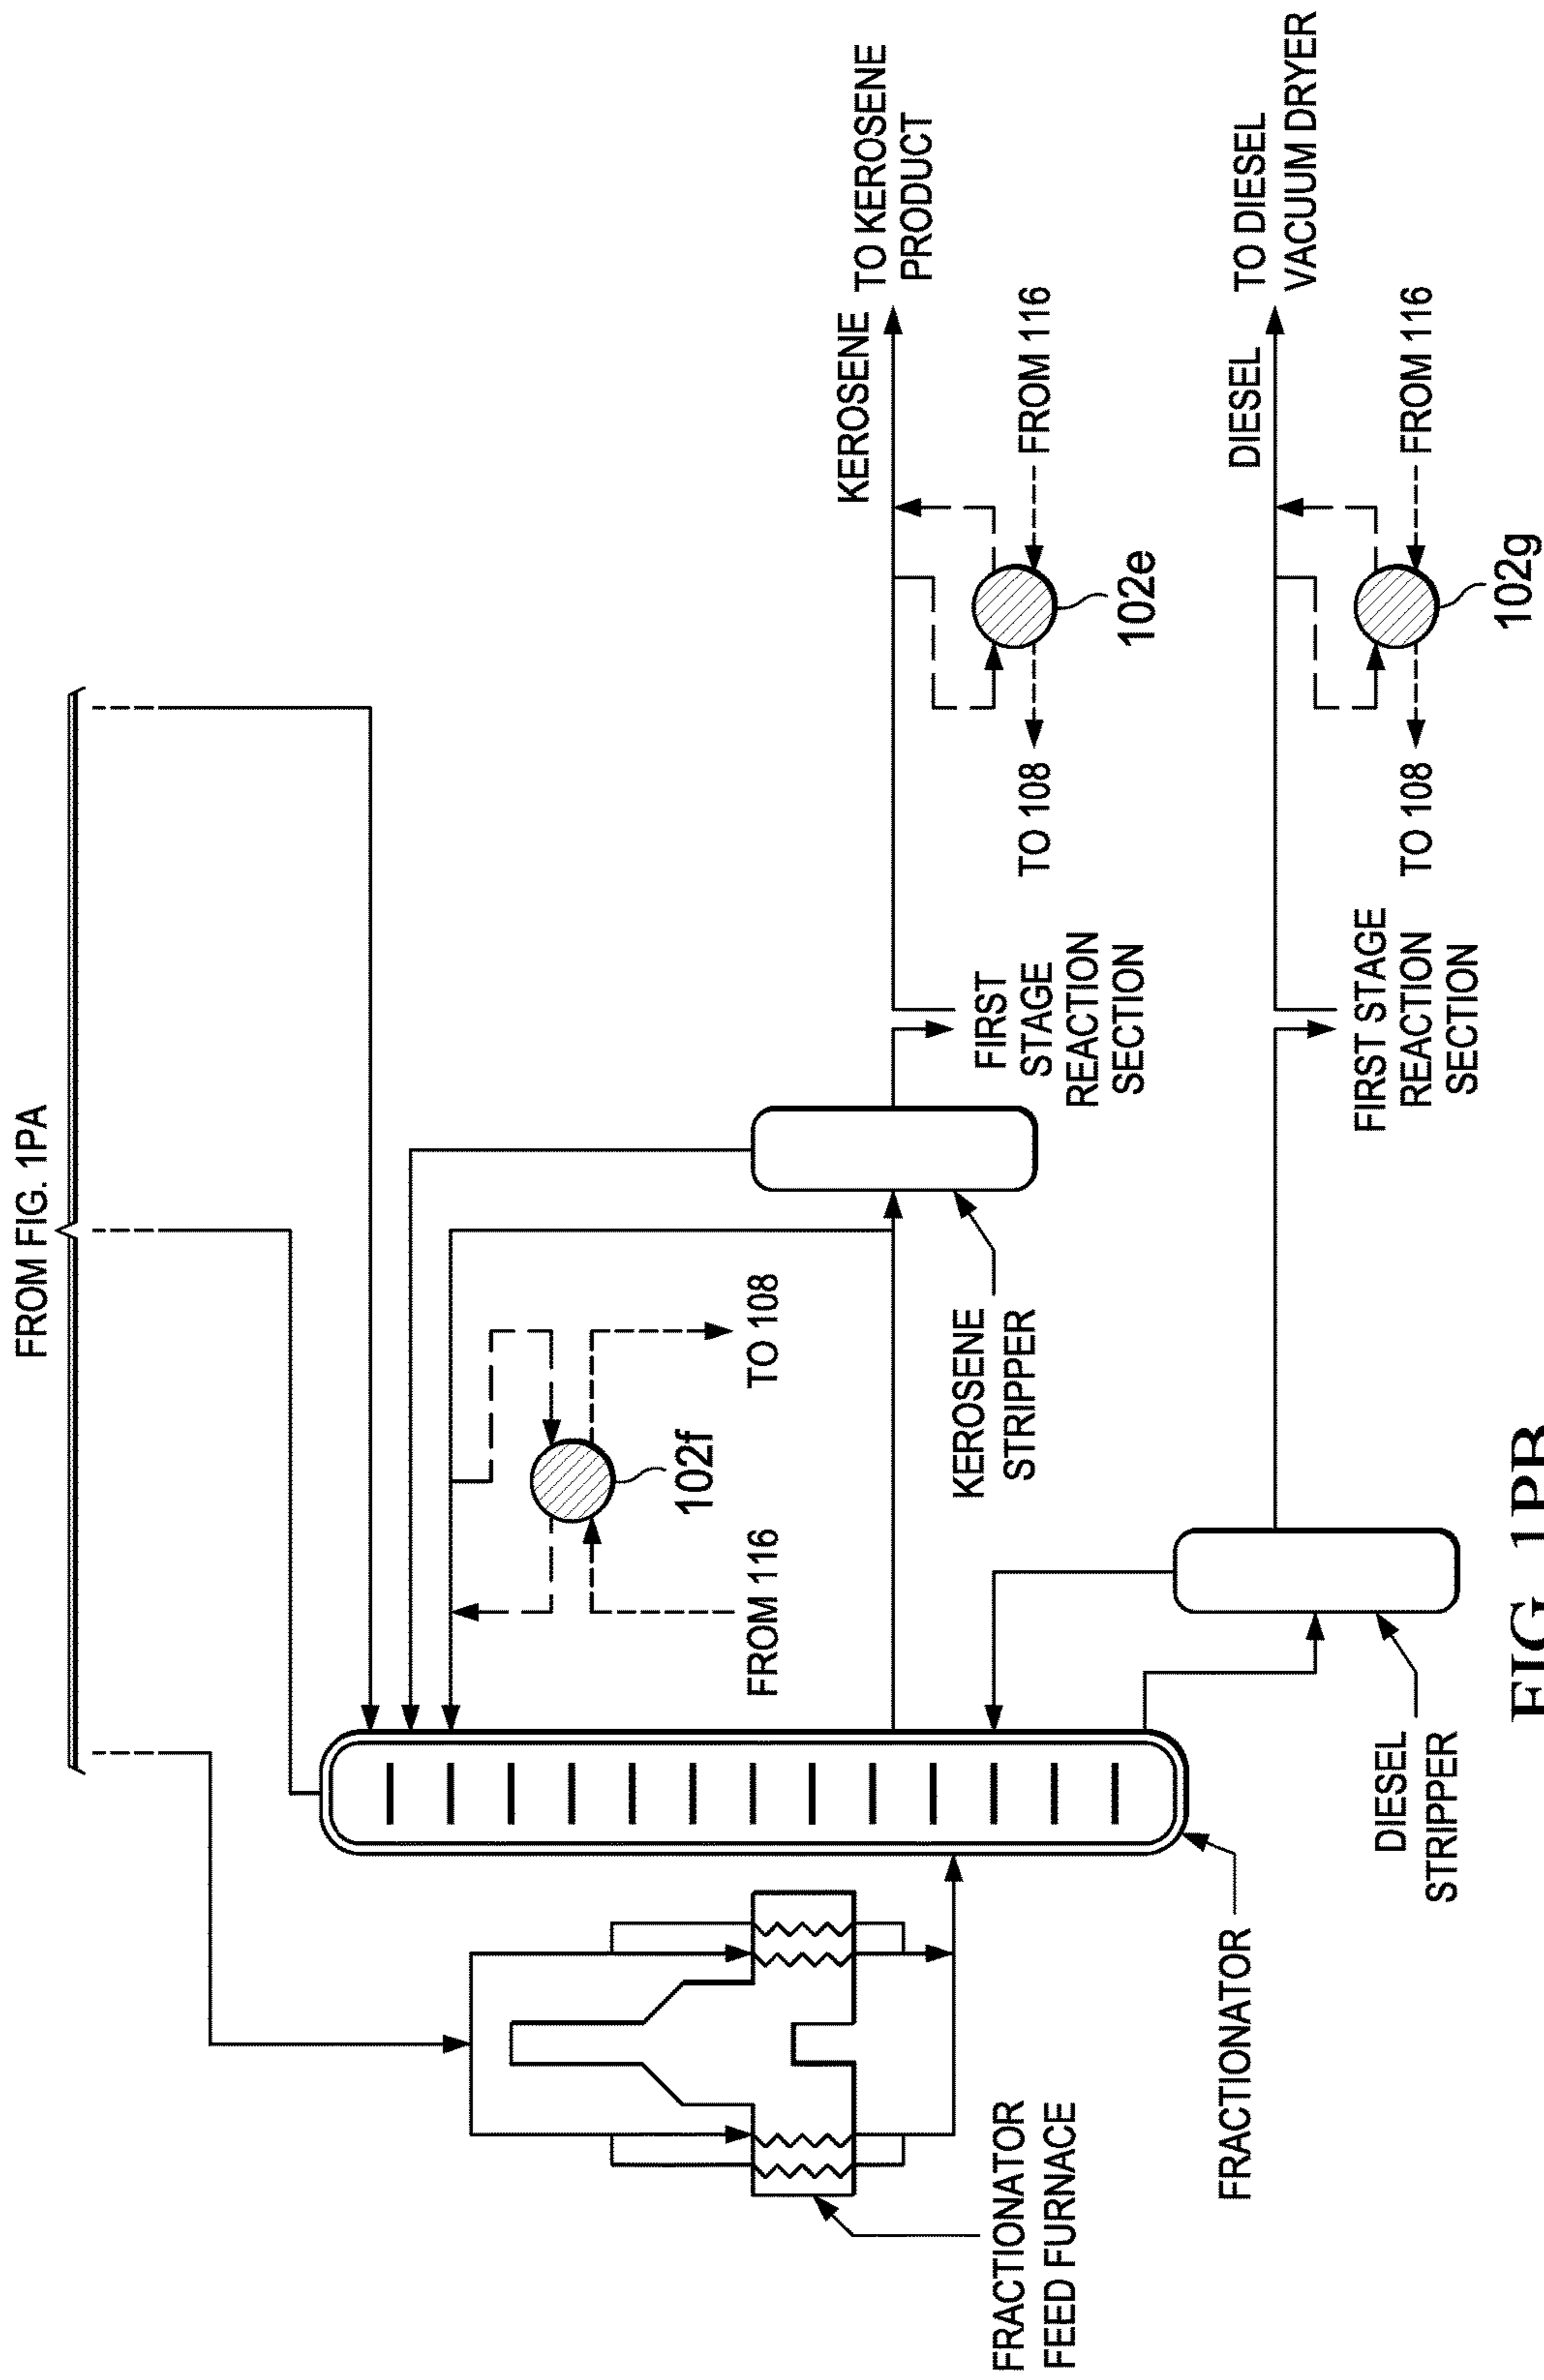 FROM FIG. 1PA
FROM 116
102f
TO 108
KEROSENE
STRIPPER
FIRST
STAGE
REACTION
SECTION
KEROSENE
TO KEROSENE
PRODUCT
TO 108
102e
FROM 116
FRACTIONATOR
FEED FURNACE
FRACTIONATOR
DIESEL
STRIPPER
FIRST STAGE
REACTION
SECTION
DIESEL
TO DIESEL
VACUUM DRYER
TO 108
102g
FROM 116
FIG. 1PB